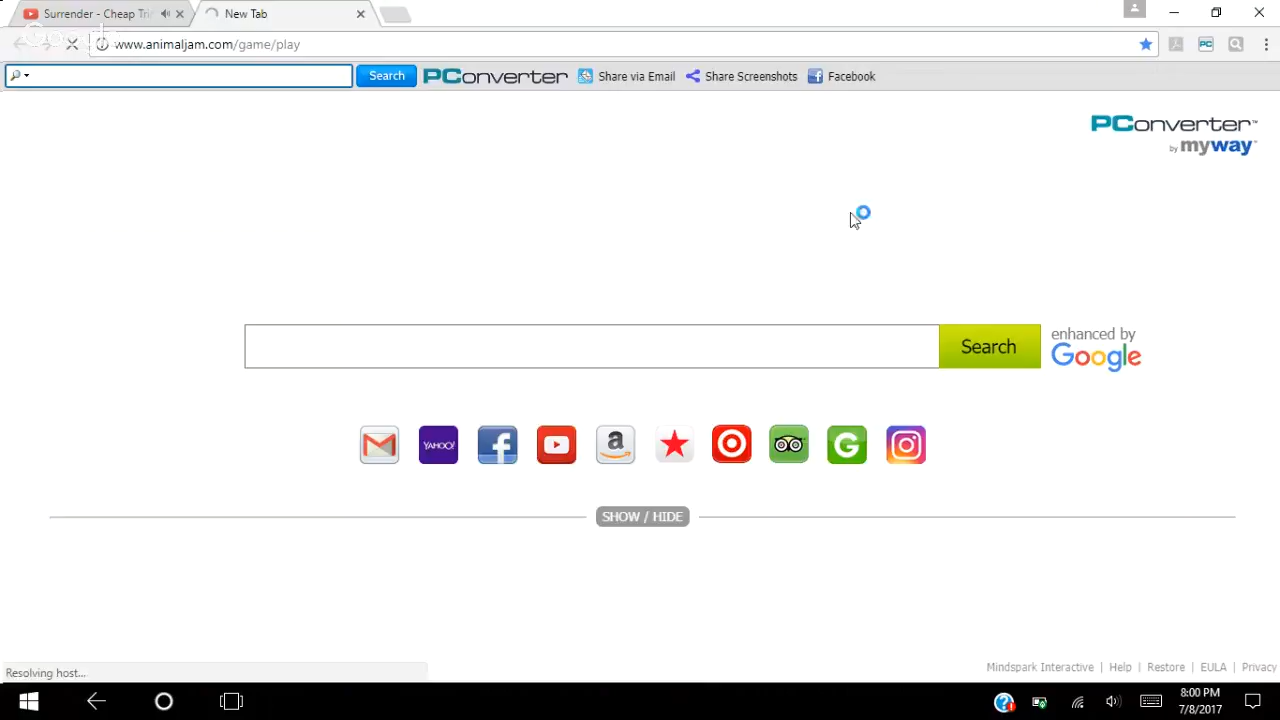 Surrender - Cheap Tri
New Tab
Google
www.animaljam.com/game/play
Search PConverter Share via Email Share Screenshots Facebook
PConverter™
by myway
Search
enhanced by
Google
YAHOO! f a G
SHOW / HIDE
Resolving host...
Mindspark Interactive | Help | Restore | EULA | Privacy
8:00 PM
7/8/2017